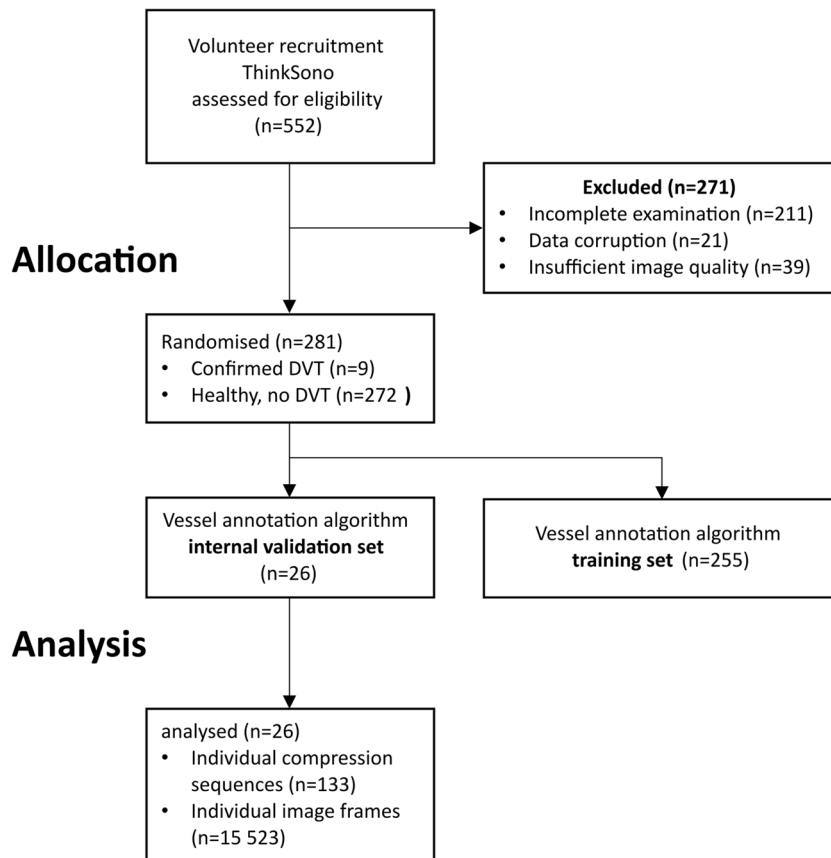 Volunteer recruitment
ThinkSono
assessed for eligibility
(n=552)
Excluded (n=271)
• Incomplete examination (n=211)
• Data corruption (n=21)
• Insufficient image quality (n=39)
Allocation
Randomised (n=281)
• Confirmed DVT (n=9)
• Healthy, no DVT (n=272 )
Vessel annotation algorithm
internal validation set
(n=26)
Vessel annotation algorithm
training set (n=255)
Analysis
analysed (n=26)
• Individual compression
sequences (n=133)
• Individual image frames
(n=15 523)